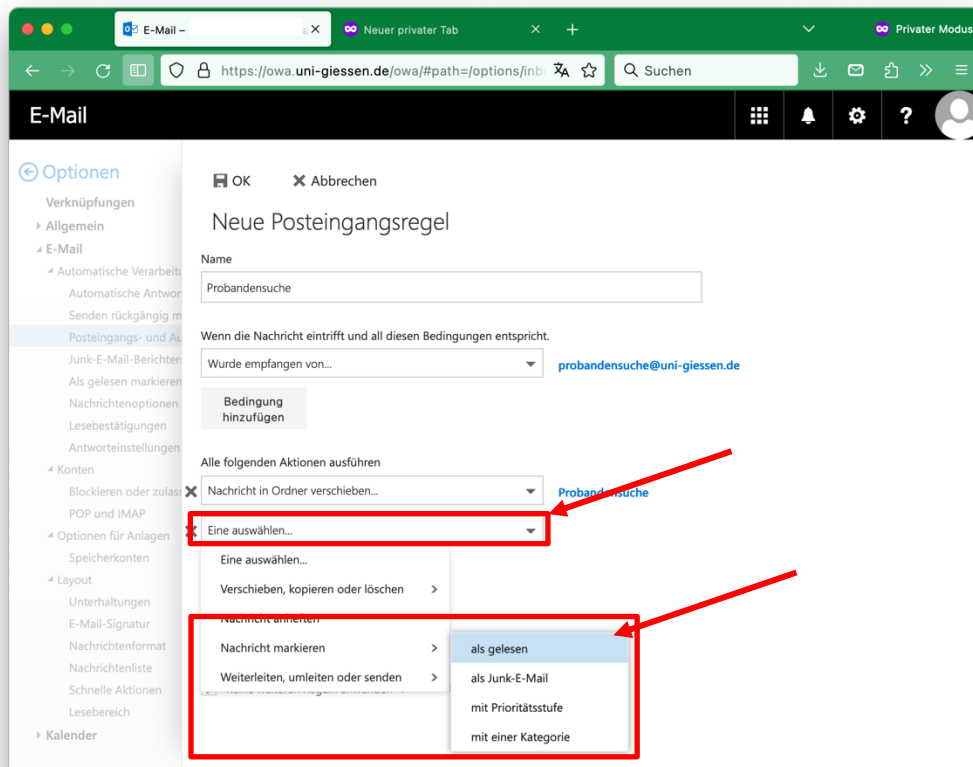 E-Mail –
Neuer privater Tab
Privater Modus
https://owa.uni-giessen.de/owa/#path=/options/inb
Suchen
E-Mail
Optionen
Verknüpfungen
Allgemein
E-Mail
Automatische Verarbeitu
Automatische Antwor
Senden rückgängig m
Posteingangs- und Au
Junk-E-Mail-Berichters
Als gelesen markieren
Nachrichtenoptionen
Lesebestätigungen
Antworteinstellungen
Konten
Blockieren oder zulass
POP und IMAP
Optionen für Anlagen
Speicherkonten
Layout
Unterhaltungen
E-Mail-Signatur
Nachrichtenformat
Nachrichtenliste
Schnelle Aktionen
Lesebereich
Kalender
OK
Abbrechen
Neue Posteingangsregel
Name
Probandensuche
Wenn die Nachricht eintrifft und all diesen Bedingungen entspricht.
Wurde empfangen von...
probandensuche@uni-giessen.de
Bedingung
hinzufügen
Alle folgenden Aktionen ausführen
Nachricht in Ordner verschieben...
Probandensuche
Eine auswählen...
Eine auswählen...
Verschieben, kopieren oder löschen
Nachricht anheften
Nachricht markieren
Weiterleiten, umleiten oder senden
als gelesen
als Junk-E-Mail
mit Prioritätsstufe
mit einer Kategorie